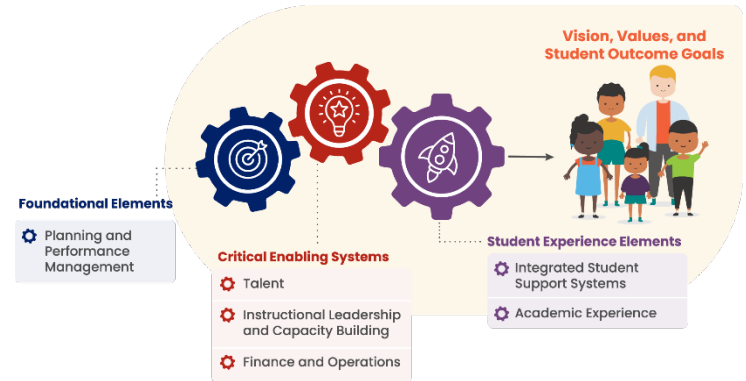 Vision, Values, and
Student Outcome Goals
Foundational Elements
Planning and
Performance
Management
Critical Enabling Systems
Talent
Instructional Leadership
and Capacity Building
Finance and Operations
Student Experience Elements
Integrated Student
Support Systems
Academic Experience